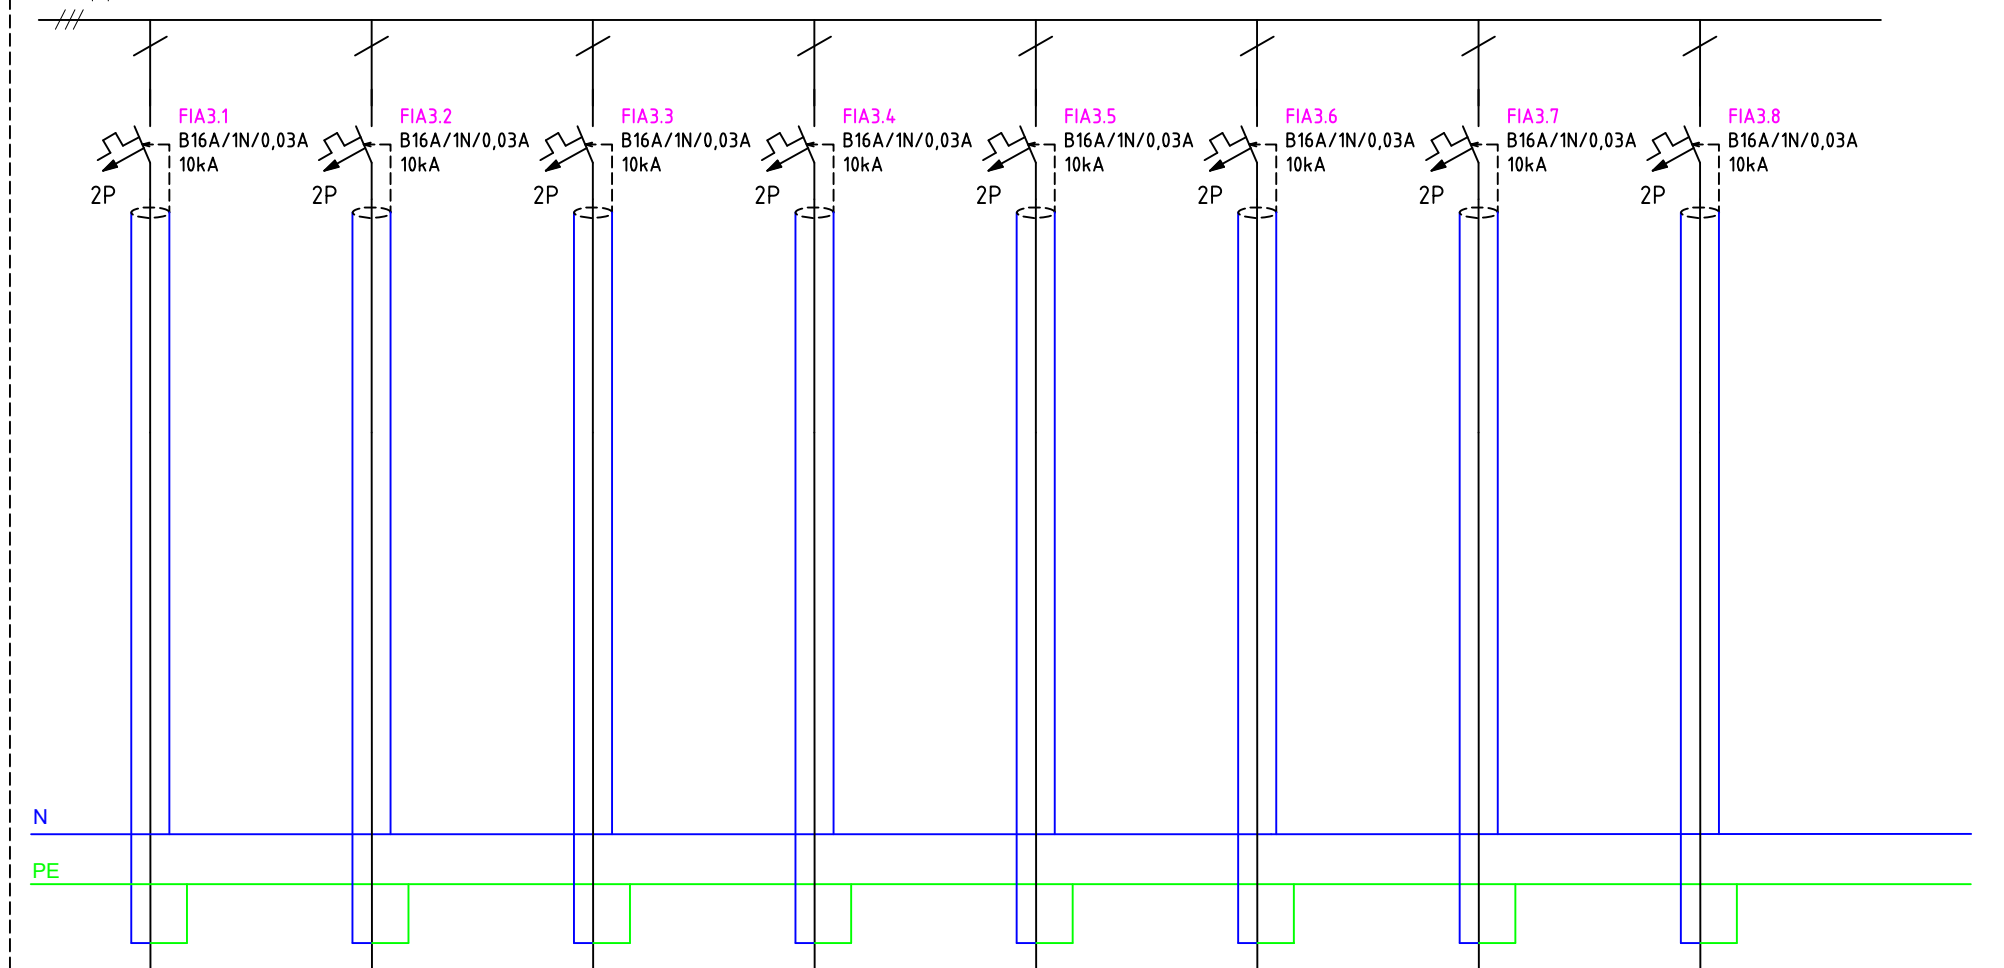 FIA3.1
B16A/1N/0,03A
10kA
2P
FIA3.2
B16A/1N/0,03A
10kA
2P
FIA3.3
B16A/1N/0,03A
10kA
2P
FIA3.4
B16A/1N/0,03A
10kA
2P
FIA3.5
B16A/1N/0,03A
10kA
2P
FIA3.6
B16A/1N/0,03A
10kA
2P
FIA3.7
B16A/1N/0,03A
10kA
2P
FIA3.8
B16A/1N/0,03A
10kA
2P
N
PE